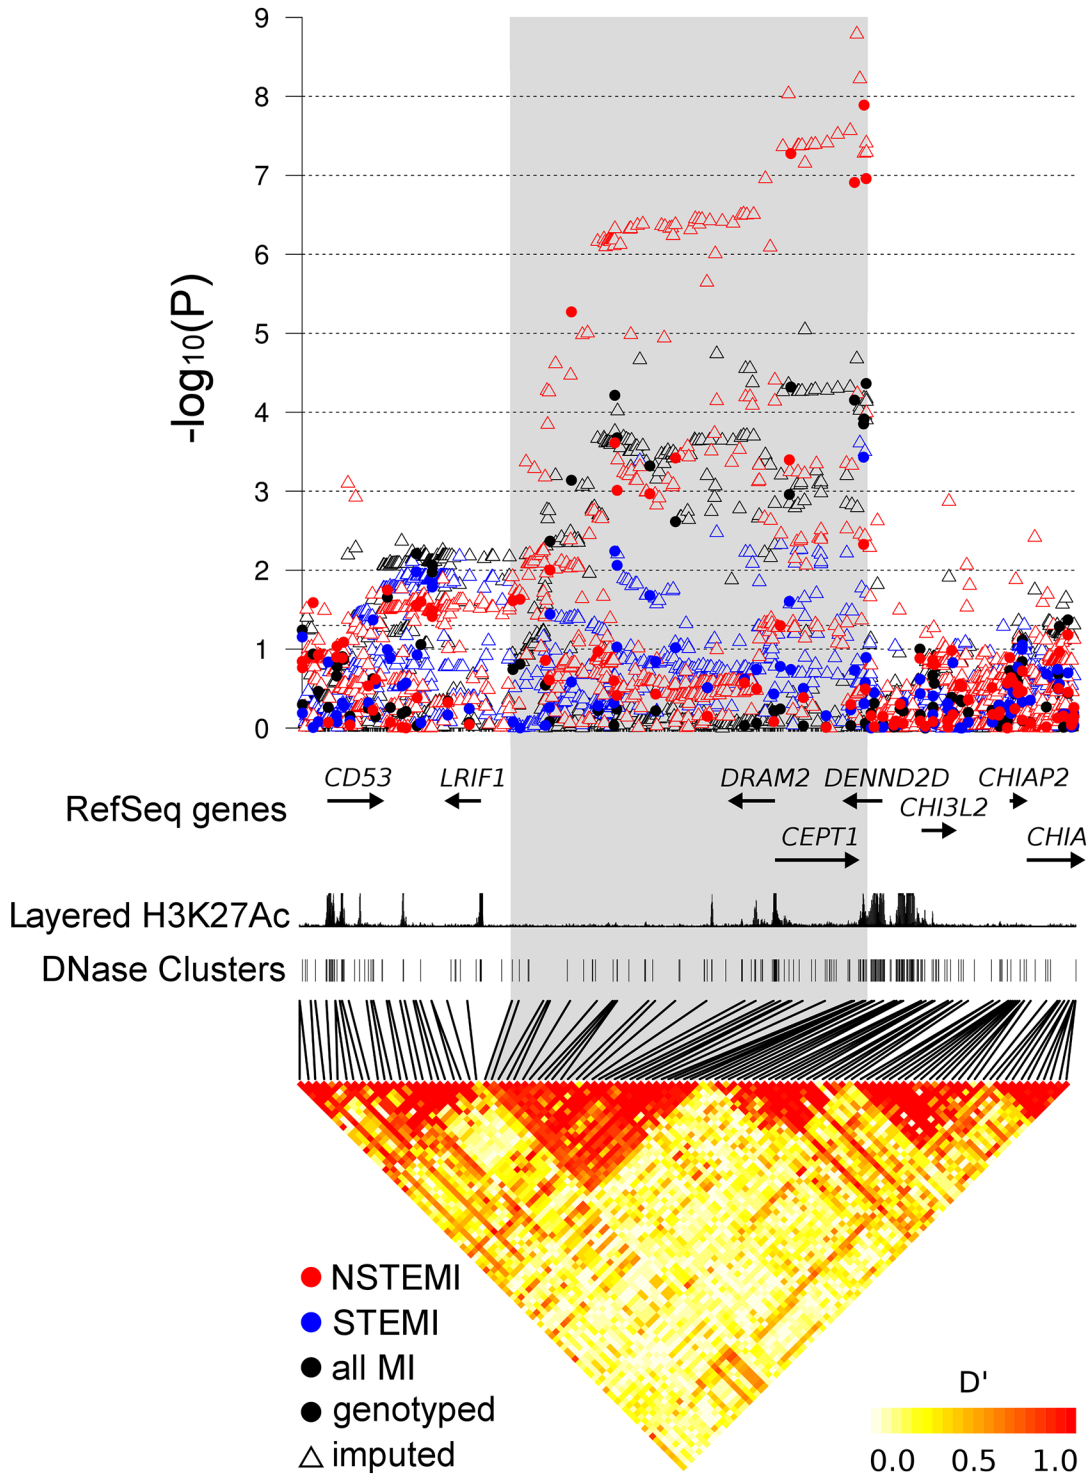 9
8
7
6
5
4
3
2
1
0
-log10(P)
CD53 LRIF1 DRAM2 DENND2D CHIAP2
RefSeq genes
CHI3L2
CEPT1 CHIA
Layered H3K27Ac
DNase Clusters
NSTEMI
STEMI
all MI
genotyped
imputed
D'
0.0 0.5 1.0